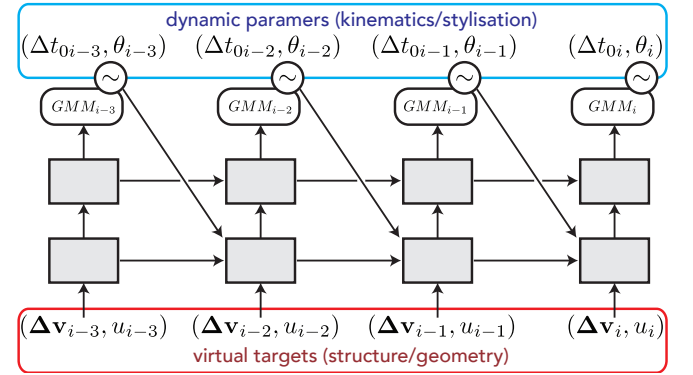 dynamic paramers (kinematics/stylisation)
(Δt₀ᵢ₋₃, θᵢ₋₃) (Δt₀ᵢ₋₂, θᵢ₋₂) (Δt₀ᵢ₋₁, θᵢ₋₁) (Δt₀ᵢ, θᵢ)
~ ~ ~ ~
GMMᵢ₋₃ GMMᵢ₋₂ GMMᵢ₋₁ GMMᵢ
(Δvᵢ₋₃, uᵢ₋₃) (Δvᵢ₋₂, uᵢ₋₂) (Δvᵢ₋₁, uᵢ₋₁) (Δvᵢ, uᵢ)
virtual targets (structure/geometry)